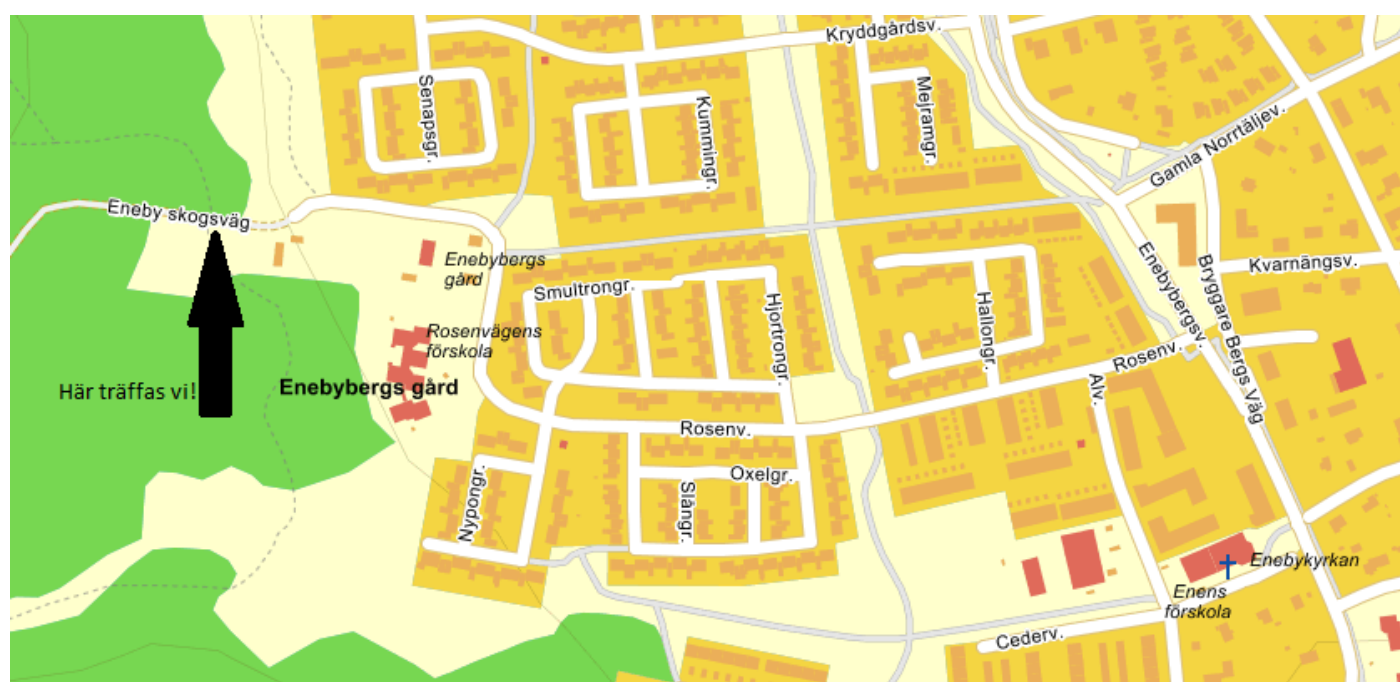 Kryddgårdsv.
Senapsgr.
Kummingr.
Mejramgr.
Gamla Norrtäljev.
Eneby skogsväg
Enebybergs
gård
Enebybergsv.
Bryggare Bergs Väg
Kvarnängsv.
Smultrongr.
Hjortrongr.
Hallongr.
Rosenvägens
förskola
Rosenv.
Här träffas vi!
Enebybergs gård
Alv.
Rosenv.
Oxelgr.
Nypongr.
Slångr.
Enebykyrkan
Enens
förskola
Cederv.